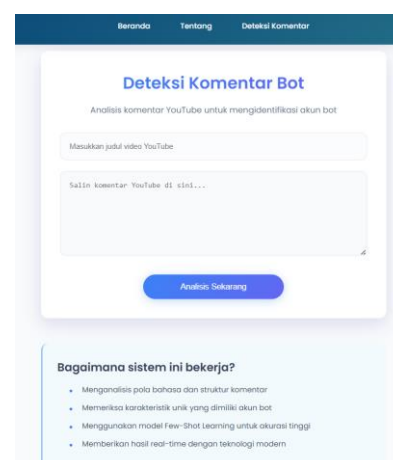 Beranda Tentang Deteksi Komentar
Deteksi Komentar Bot
Analisis komentar YouTube untuk mengidentifikasi akun bot
Masukkan judul video YouTube
Salin komentar YouTube di sini...
Analisis Sekarang
Bagaimana sistem ini bekerja?
Menganalisis pola bahasa dan struktur komentar
Memeriksa karakteristik unik yang dimiliki akun bot
Menggunakan model Few-Shot Learning untuk akurasi tinggi
Memberikan hasil real-time dengan teknologi modern